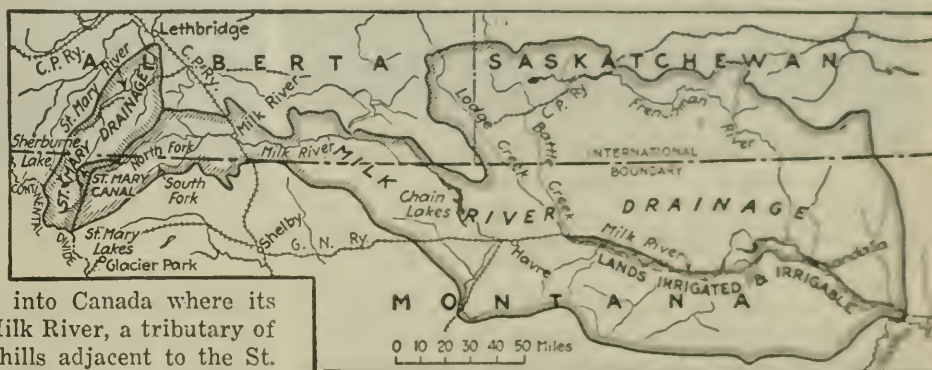 Lethbridge
C.P. Ry.
River
C.P. Ry.
ALBERTA
SASKATCHEWAN
St. Mary
ST. MARY DRAINAGE
Milk River
Lodge Creek
C. P. Ry
Battle Creek
Frenchman River
Sherburne Lake
North Fork
Milk River
INTERNATIONAL
BOUNDARY
CONTINENTAL DIVIDE
ST. MARY
CANAL
South
Fork
MILK RIVER DRAINAGE
Chain
Lakes
St. Mary
Lakes
Glacier Park
Shelby
G. N. Ry.
Havre
Milk River
LANDS IRRIGATED & IRRIGABLE
MONTANA
0 10 20 30 40 50 Miles
into Canada where its
Milk River, a tributary of
hills adjacent to the St.